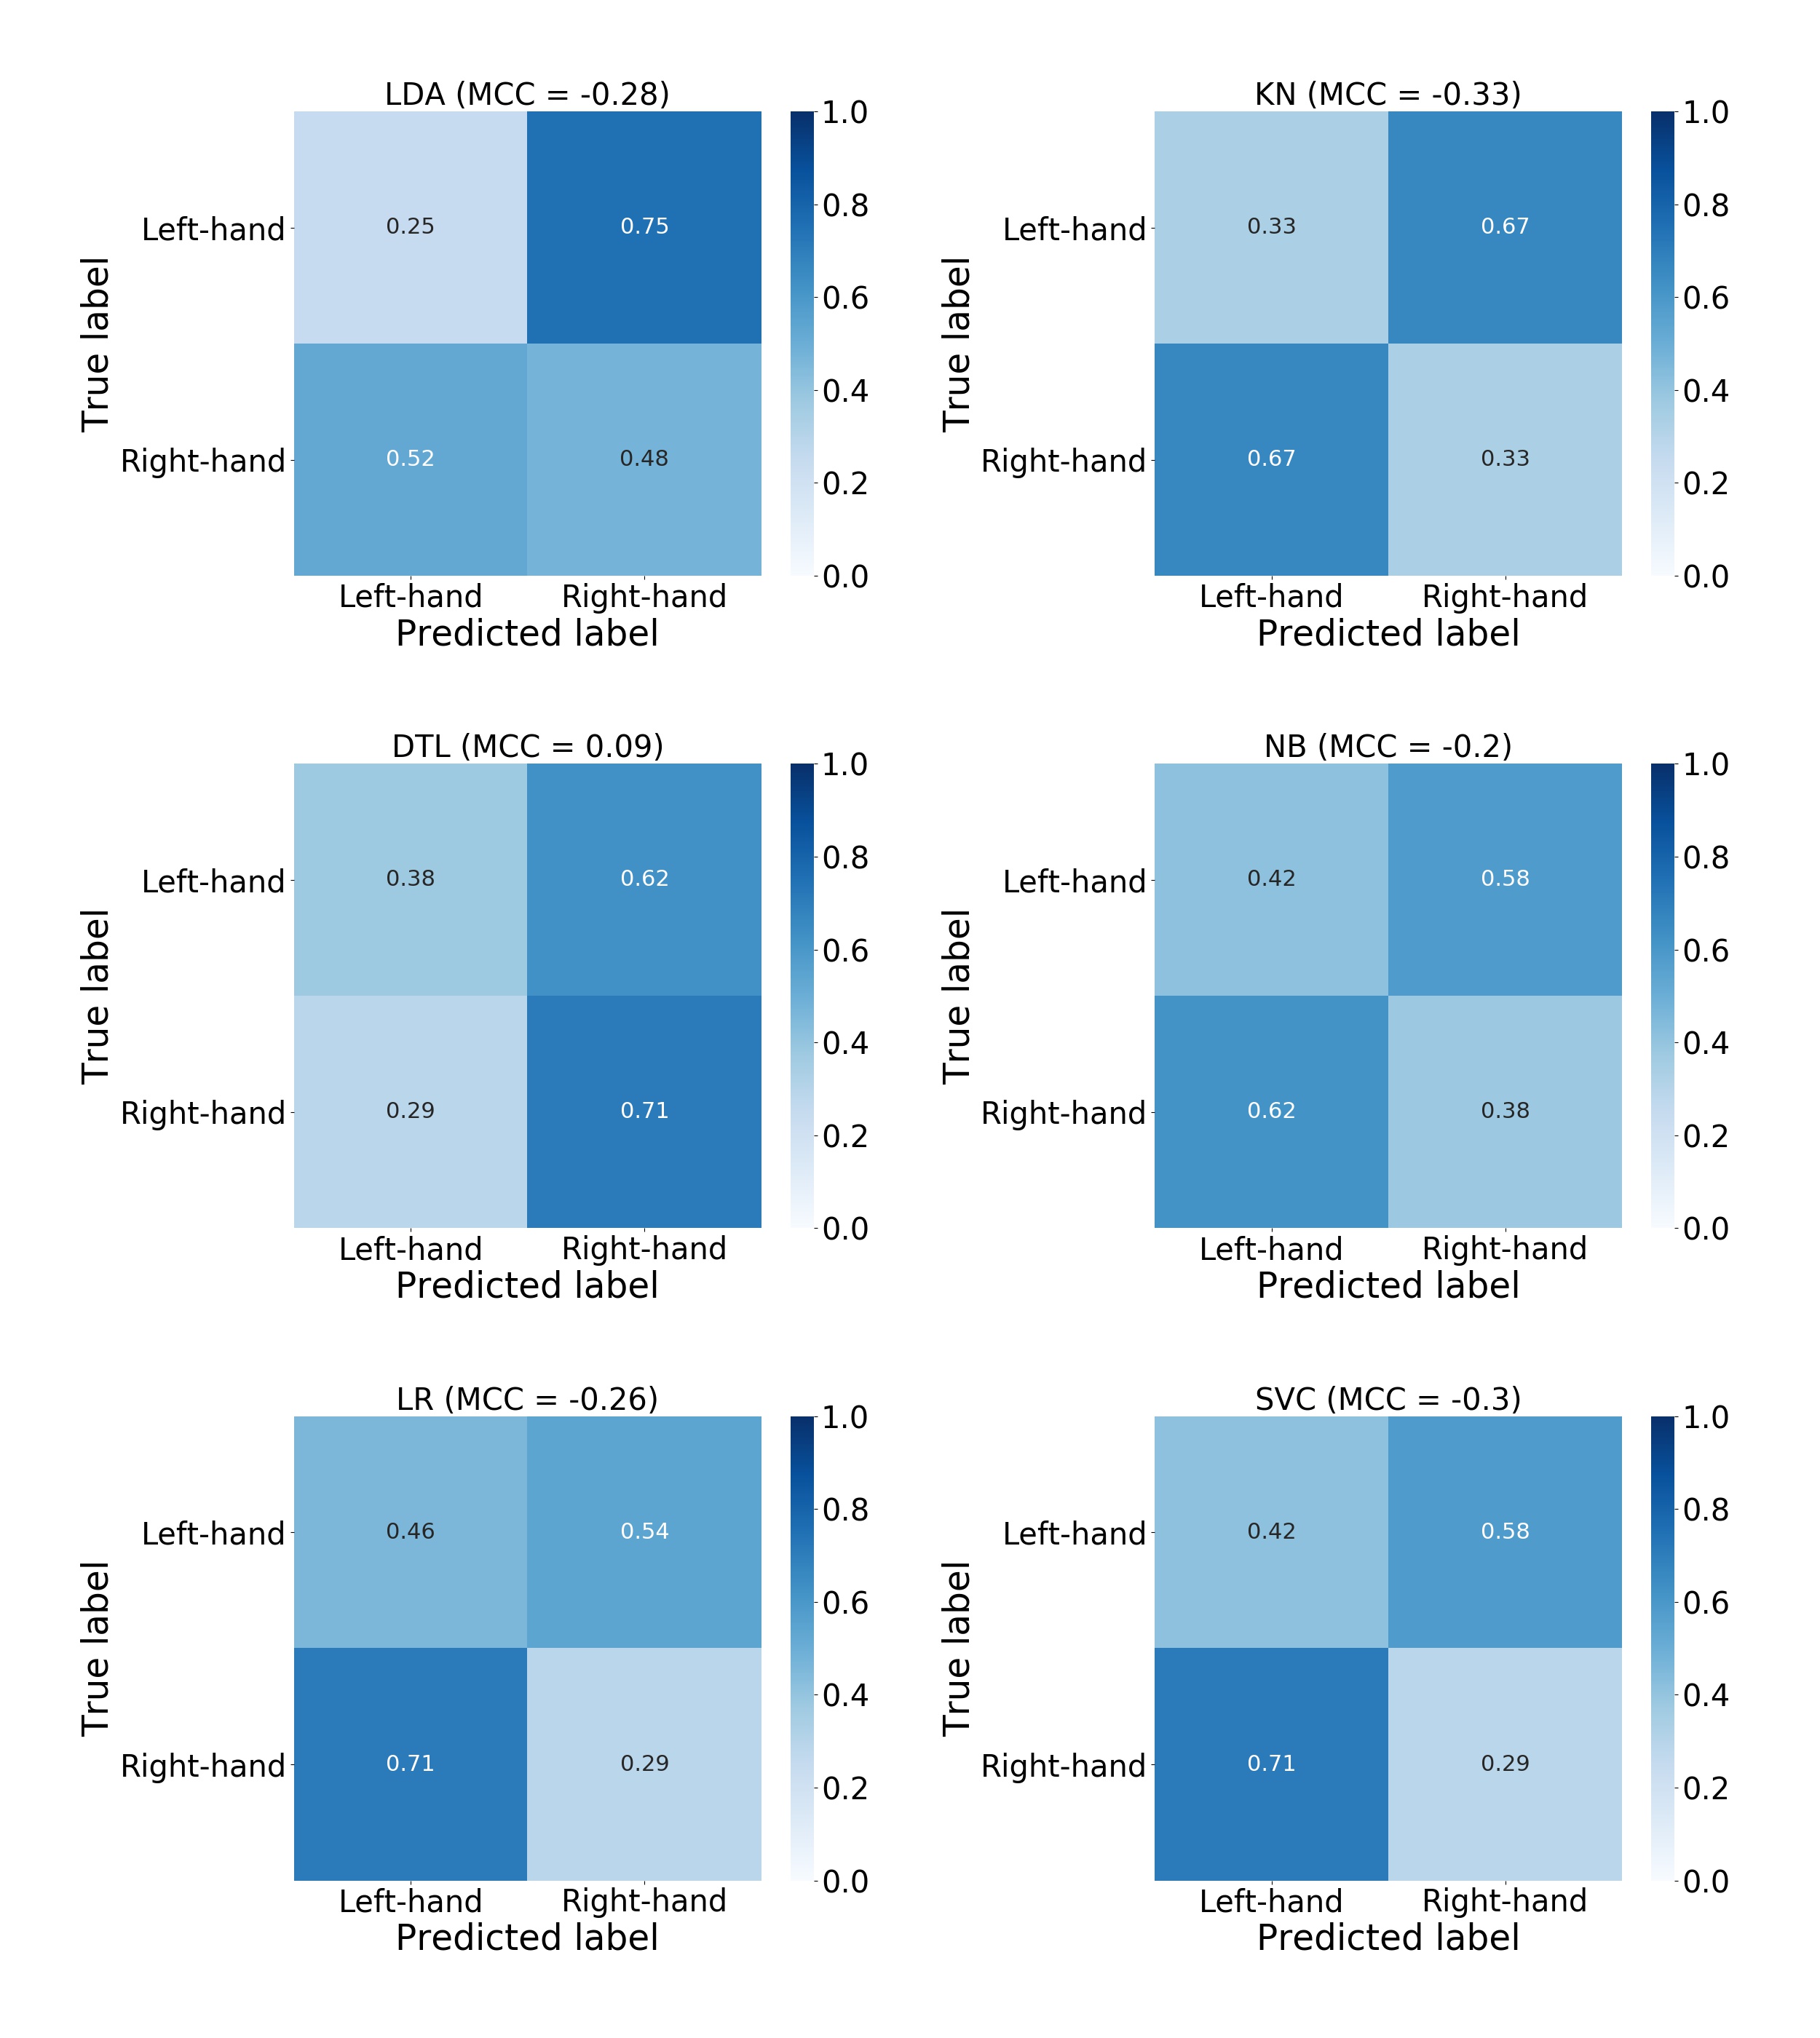 LDA (MCC = -0.28)
True label
Left-hand
Right-hand
0.25
0.75
0.52
0.48
Left-hand
Right-hand
Predicted label
1.0
0.8
0.6
0.4
0.2
0.0
KN (MCC = -0.33)
True label
Left-hand
Right-hand
0.33
0.67
0.67
0.33
Left-hand
Right-hand
Predicted label
1.0
0.8
0.6
0.4
0.2
0.0
DTL (MCC = 0.09)
True label
Left-hand
Right-hand
0.38
0.62
0.29
0.71
Left-hand
Right-hand
Predicted label
1.0
0.8
0.6
0.4
0.2
0.0
NB (MCC = -0.2)
True label
Left-hand
Right-hand
0.42
0.58
0.62
0.38
Left-hand
Right-hand
Predicted label
1.0
0.8
0.6
0.4
0.2
0.0
LR (MCC = -0.26)
True label
Left-hand
Right-hand
0.46
0.54
0.71
0.29
Left-hand
Right-hand
Predicted label
1.0
0.8
0.6
0.4
0.2
0.0
SVC (MCC = -0.3)
True label
Left-hand
Right-hand
0.42
0.58
0.71
0.29
Left-hand
Right-hand
Predicted label
1.0
0.8
0.6
0.4
0.2
0.0